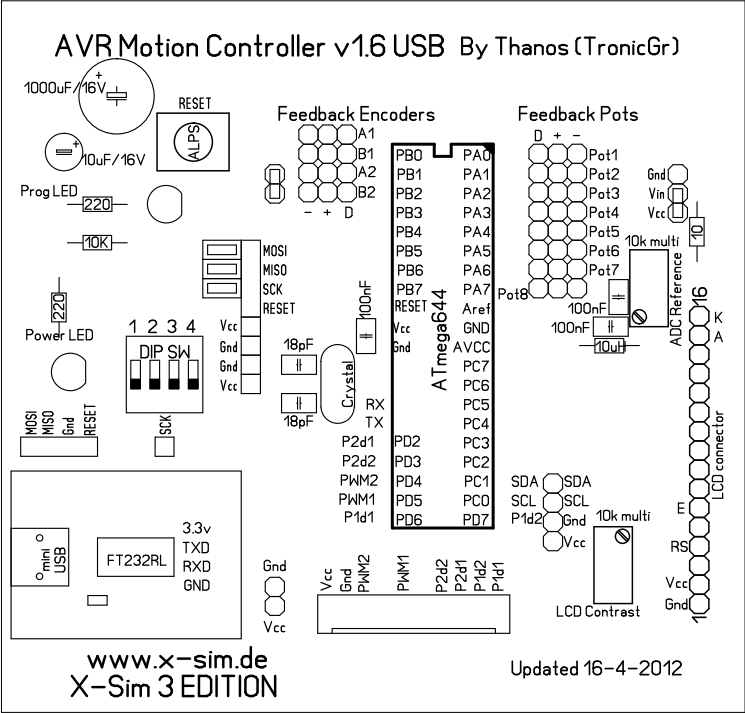 AVR Motion Controller v1.6 USB By Thanos (TronicGr)
1000uF/16V
+
RESET
ALPS
+
10uF/16V
Prog LED
220
10K
220
Power LED
Feedback Encoders
A1
B1
A2
B2
- + D
Feedback Pots
D + -
Pot1
Pot2
Pot3
Pot4
Pot5
Pot6
Pot7
Pot8
Gnd
Vin
Vcc
10
10k multi
ADC Reference
100nF
100nF
10uH
MOSI
MISO
SCK
RESET
Vcc
Gnd
Gnd
Vcc
1 2 3 4
DIP SW
100nF
18pF
18pF
Crystal
RX
TX
P2d1
P2d2
PWM2
PWM1
P1d1
PB0 PA0
PB1 PA1
PB2 PA2
PB3 PA3
PB4 PA4
PB5 PA5
PB6 PA6
PB7 PA7
RESET Aref
Vcc GND
Gnd AVCC
PC7
PC6
PC5
PC4
PD2 PC3
PD3 PC2
PD4 PC1
PD5 PC0
PD6 PD7
ATmega644
MOSI
MISO
Gnd
RESET
SCK
mini
USB
FT232RL
3.3v
TXD
RXD
GND
Gnd
Vcc
Vcc
Gnd
PWM2
PWM1
P2d2
P2d1
P1d2
P1d1
SDA SDA
SCL SCL
P1d2 Gnd
Vcc
10k multi
LCD Contrast
16
K
A
LCD connector
E
RS
Vcc
Gnd
1
www.x-sim.de
X-Sim 3 EDITION
Updated 16-4-2012